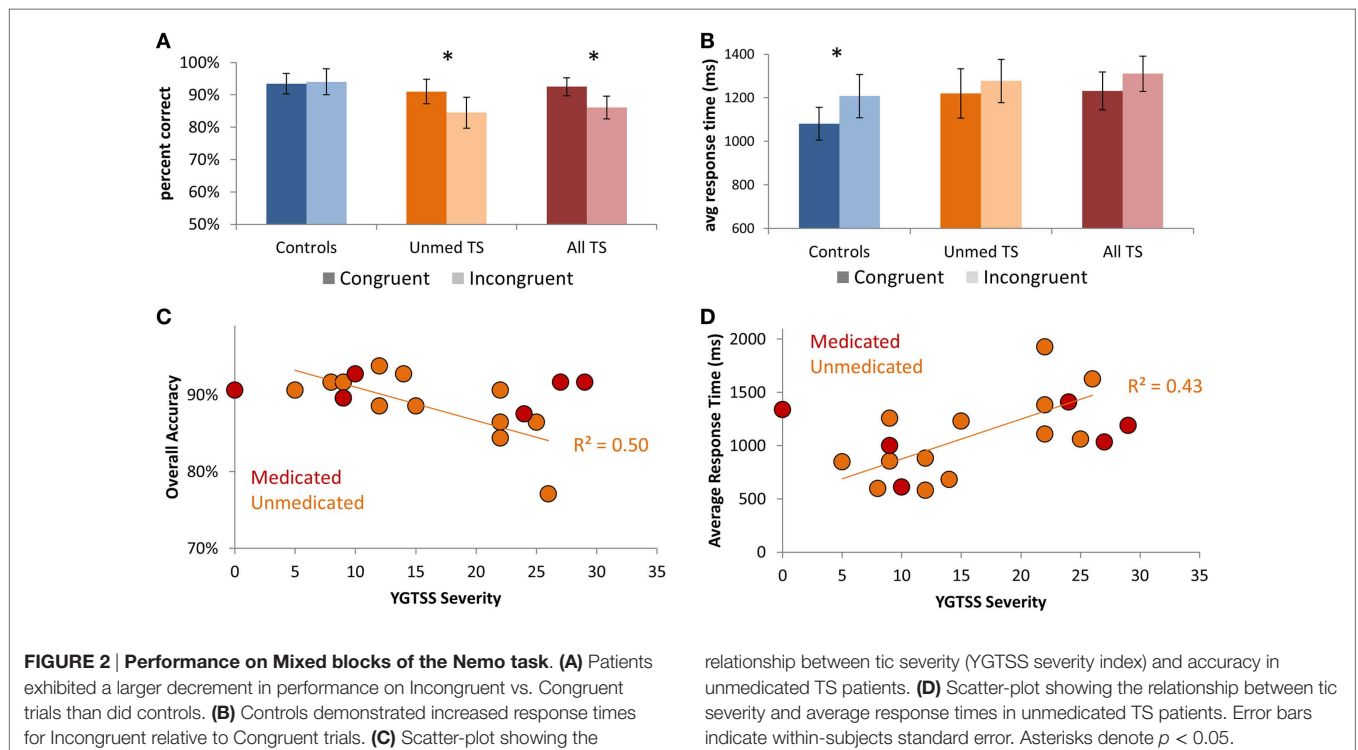 A
*
*
100%
90%
80%
70%
60%
50%
percent correct
Controls
Unmed TS
All TS
Congruent
Incongruent
B
*
1400
1200
1000
800
600
avg response time (ms)
Controls
Unmed TS
All TS
Congruent
Incongruent
C
90%
80%
70%
Overall Accuracy
R² = 0.50
Medicated
Unmedicated
0 5 10 15 20 25 30 35
YGTSS Severity
D
2000
1500
1000
500
0
Average Response Time (ms)
Medicated
Unmedicated
R² = 0.43
0 5 10 15 20 25 30 35
YGTSS Severity
FIGURE 2 | Performance on Mixed blocks of the Nemo task. (A) Patients
exhibited a larger decrement in performance on Incongruent vs. Congruent
trials than did controls. (B) Controls demonstrated increased response times
for Incongruent relative to Congruent trials. (C) Scatter-plot showing the
relationship between tic severity (YGTSS severity index) and accuracy in
unmedicated TS patients. (D) Scatter-plot showing the relationship between tic
severity and average response times in unmedicated TS patients. Error bars
indicate within-subjects standard error. Asterisks denote p < 0.05.